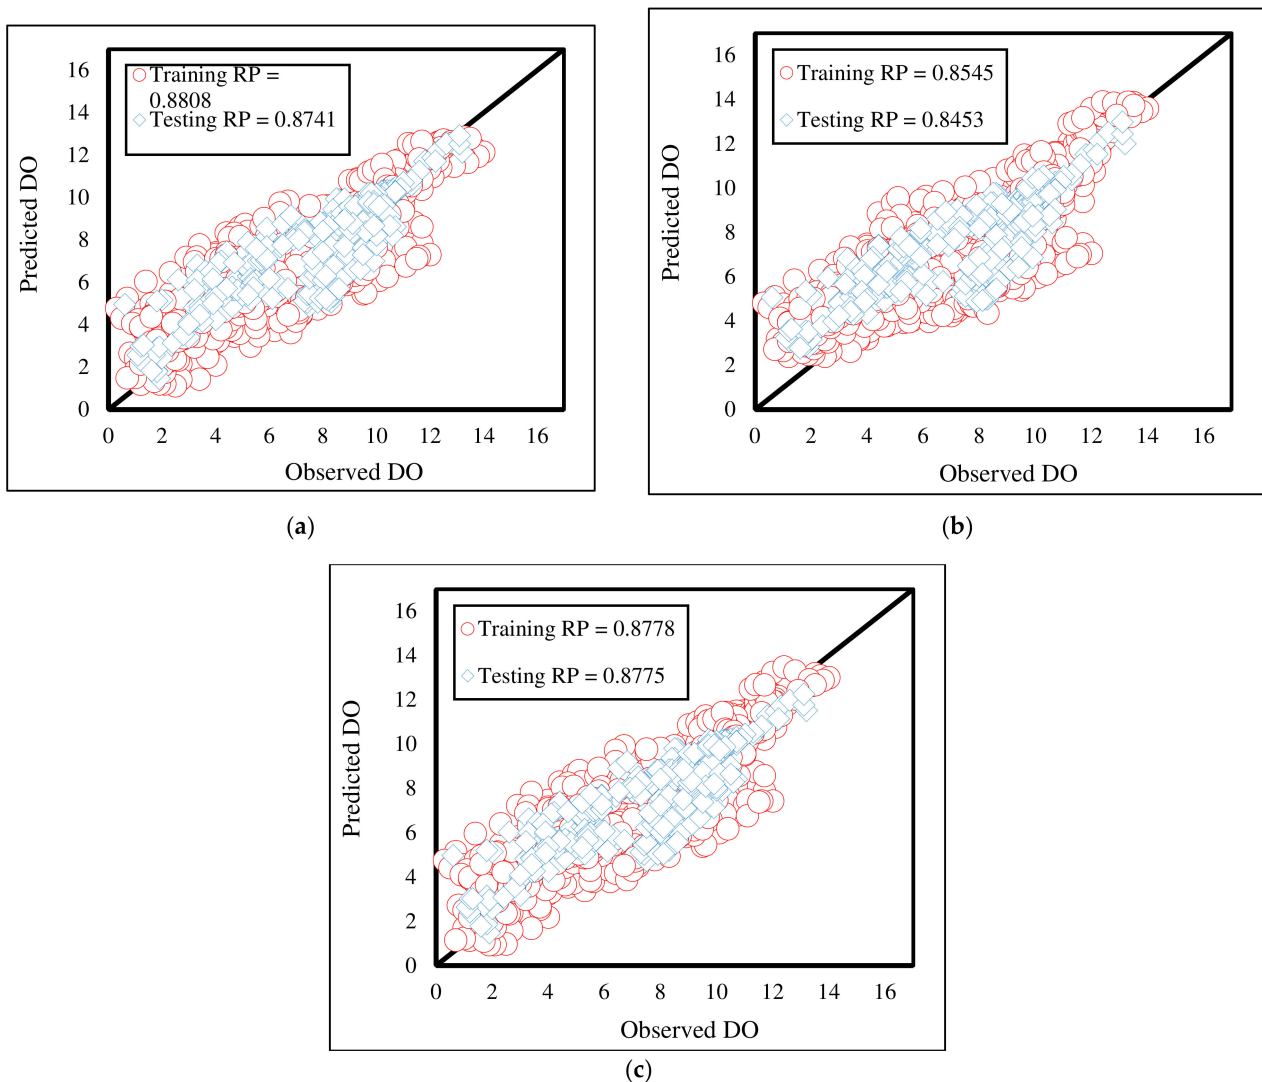 16
14
12
10
8
6
4
2
0
Predicted DO
Training RP =
0.8808
Testing RP = 0.8741
0 2 4 6 8 10 12 14 16
Observed DO
(a)
16
14
12
10
8
6
4
2
0
Predicted DO
Training RP = 0.8545
Testing RP = 0.8453
0 2 4 6 8 10 12 14 16
Observed DO
(b)
16
14
12
10
8
6
4
2
0
Predicted DO
Training RP = 0.8778
Testing RP = 0.8775
0 2 4 6 8 10 12 14 16
Observed DO
(c)